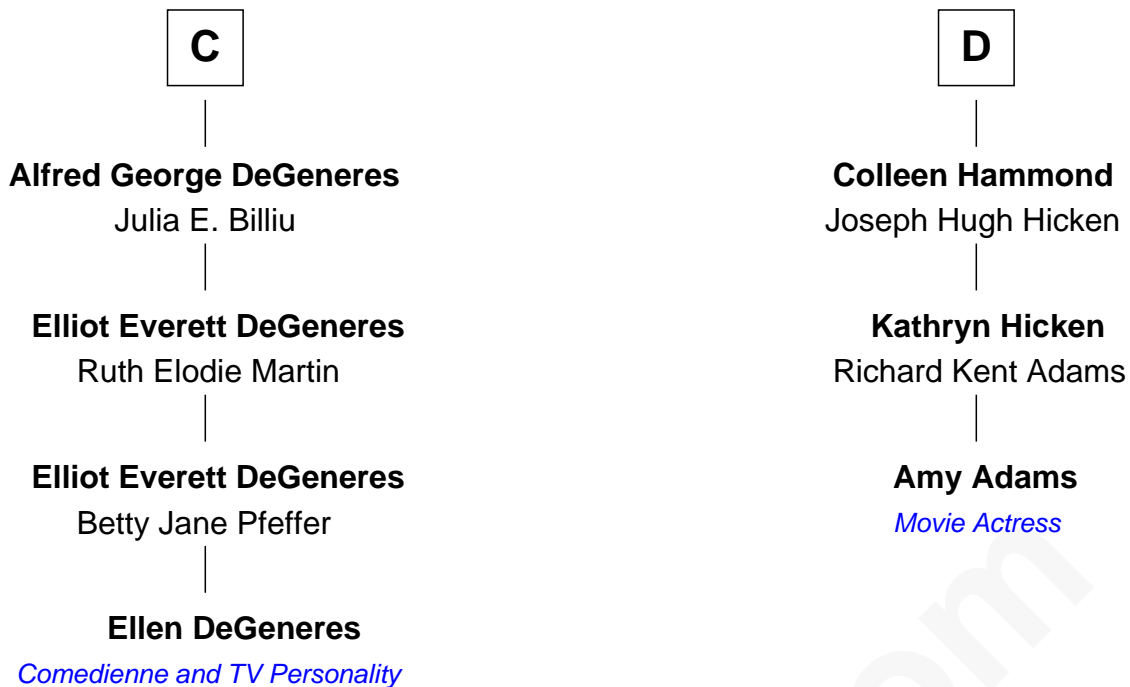 C
Alfred George DeGeneres
Julia E. Billiu
Elliot Everett DeGeneres
Ruth Elodie Martin
Elliot Everett DeGeneres
Betty Jane Pfeffer
Ellen DeGeneres
Comedienne and TV Personality
D
Colleen Hammond
Joseph Hugh Hicken
Kathryn Hicken
Richard Kent Adams
Amy Adams
Movie Actress
om